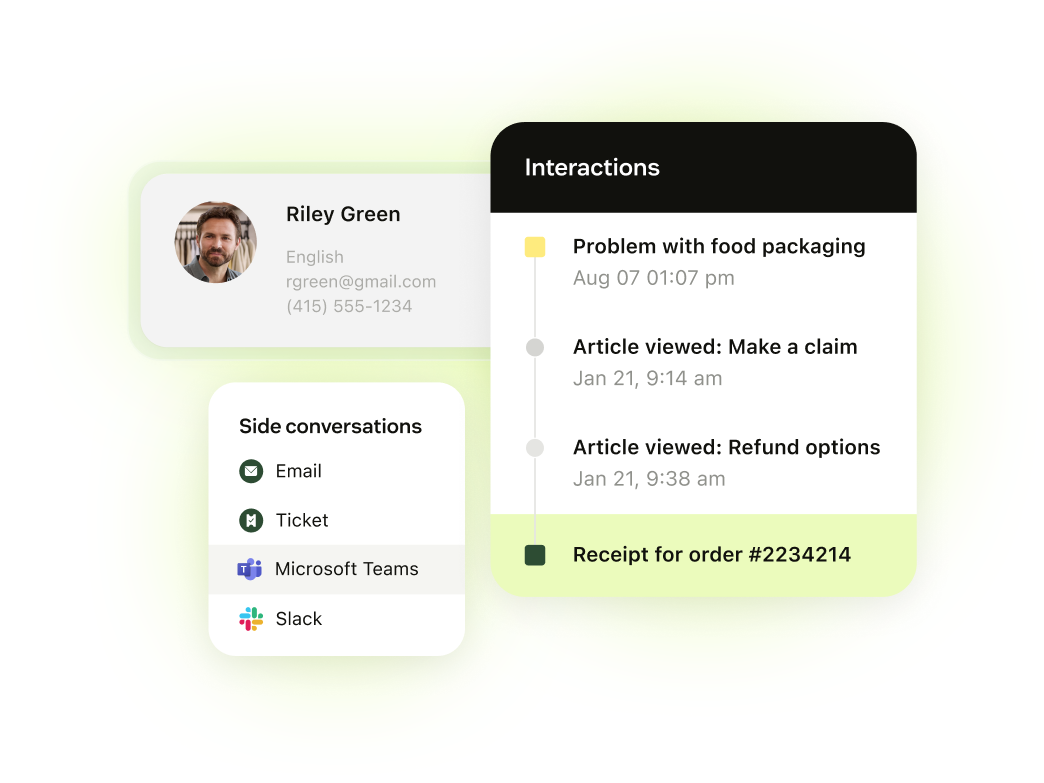 Riley Green
English
rgreen@gmail.com
(415) 555-1234
Side conversations
Email
Ticket
T
Microsoft Teams
Slack
Interactions
Problem with food packaging
Aug 07 01:07 pm
Article viewed: Make a claim
Jan 21, 9:14 am
Article viewed: Refund options
Jan 21, 9:38 am
Receipt for order #2234214